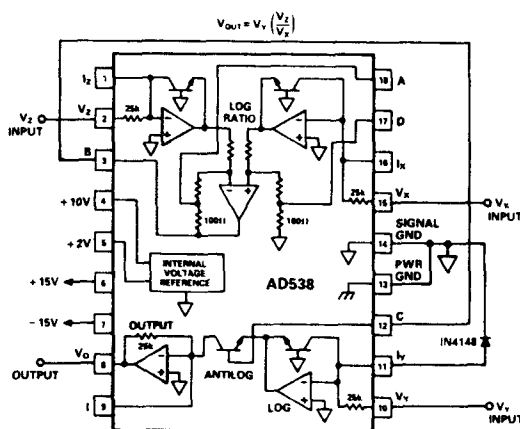 V_OUT = V_Y (V_Z / V_X)
I_Z
1
18
A
25k
LOG
RATIO
V_Z
INPUT
V_Z
2
17
D
B
3
16
I_X
+10V
4
100Ω
100Ω
25k
15
V_X
V_X
INPUT
+2V
5
INTERNAL
VOLTAGE
REFERENCE
14
SIGNAL
GND
+15V
6
AD538
13
PWR
GND
-15V
7
12
C
IN4148
OUTPUT
25k
ANTILOG
V_O
OUTPUT
8
11
I_Y
LOG
25k
I
9
10
V_Y
V_Y
INPUT